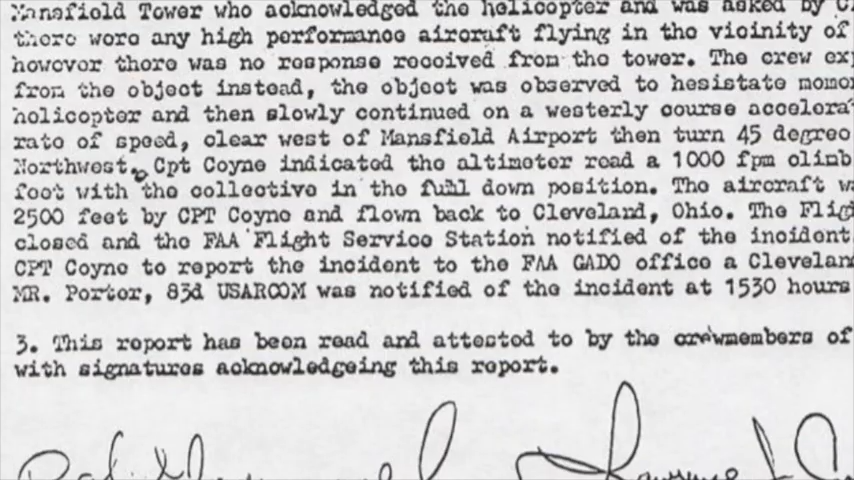 Mansfield Tower who acknowledged the helicopter and was asked by
there were any high performance aircraft flying in the vicinity of
however there was no response received from the tower. The crew
from the object instead, the object was observed to hesistate
helicopter and then slowly continued on a westerly course
rate of speed, clear west of Mansfield Airport then turn 45 degree
Northwest. Cpt Coyne indicated the altimeter read a 1000 fpm climb
feet with the collective in the full down position. The aircraft
2500 feet by CPT Coyne and flown back to Cleveland, Ohio. The
closed and the FAA Flight Service Station notified of the incident
CPT Coyne to report the incident to the FAA GADO office a
MR. Porter, 83d USARCOM was notified of the incident at 1530 hours
3. This report has been read and attested to by the crewmembers of
with signatures acknowledgeing this report.